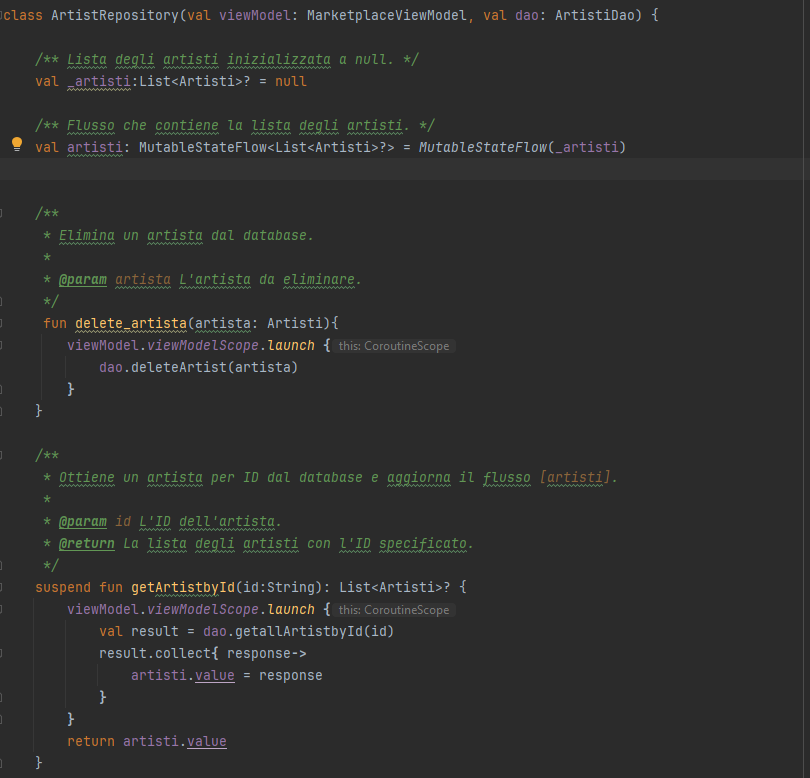 class ArtistRepository(val viewModel: MarketplaceViewModel, val dao: ArtistiDao) {
/** Lista degli artisti inizializzata a null. */
val _artisti:List<Artisti>? = null
/** Flusso che contiene la lista degli artisti. */
val artisti: MutableStateFlow<List<Artisti>?> = MutableStateFlow(_artisti)
/**
* Elimina un artista dal database.
*
* @param artista L'artista da eliminare.
*/
fun delete_artista(artista: Artisti){
viewModel.viewModelScope.launch { this: CoroutineScope
dao.deleteArtist(artista)
}
}
/**
* Ottiene un artista per ID dal database e aggiorna il flusso [artisti].
*
* @param id L'ID dell'artista.
* @return La lista degli artisti con l'ID specificato.
*/
suspend fun getArtistbyId(id:String): List<Artisti>? {
viewModel.viewModelScope.launch { this: CoroutineScope
val result = dao.getallArtistbyId(id)
result.collect{ response->
artisti.value = response
}
}
return artisti.value
}